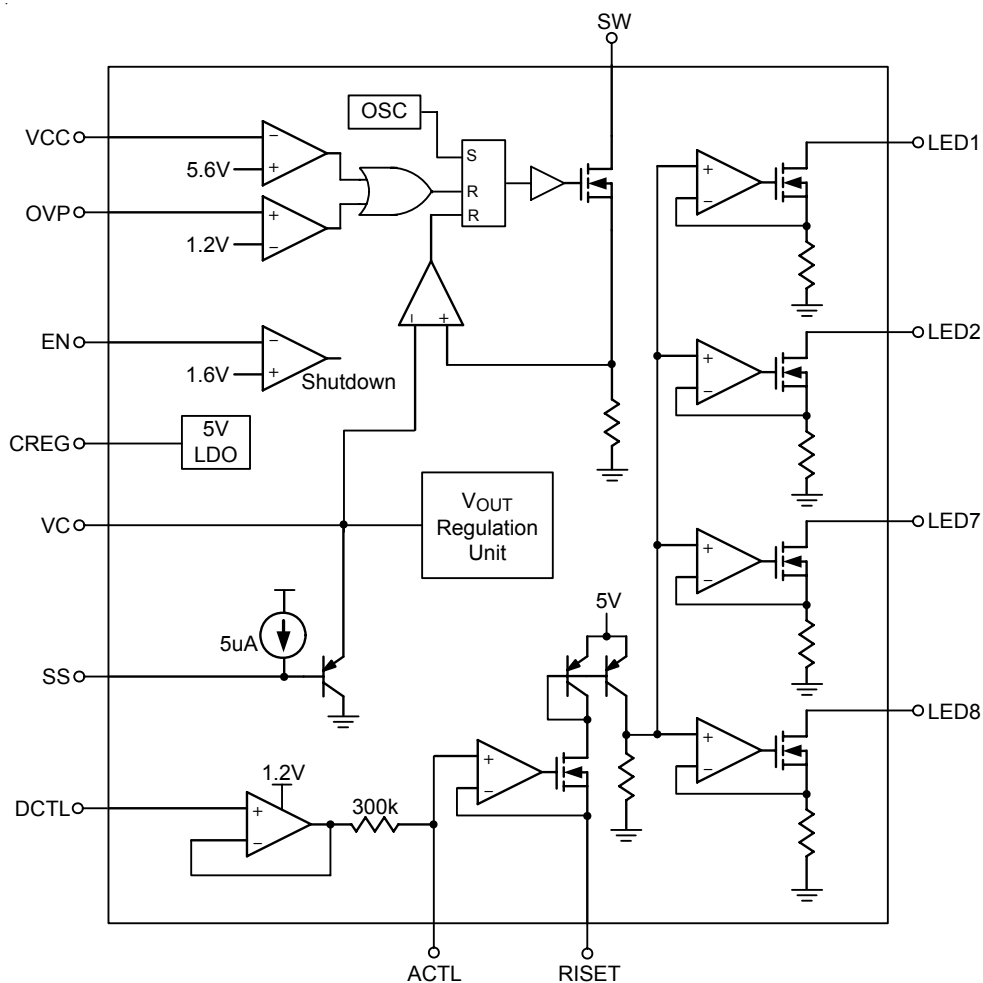 SW
OSC
VCC
−
5.6V
+
S
R
R
OVP
+
1.2V
−
− +
EN
−
1.6V
+
Shutdown
CREG
5V
LDO
VC
VOUT
Regulation
Unit
5uA
SS
5V
1.2V
DCTL
+
−
300k
+
−
ACTL
RISET
+
−
LED1
+
−
LED2
+
−
LED7
+
−
LED8